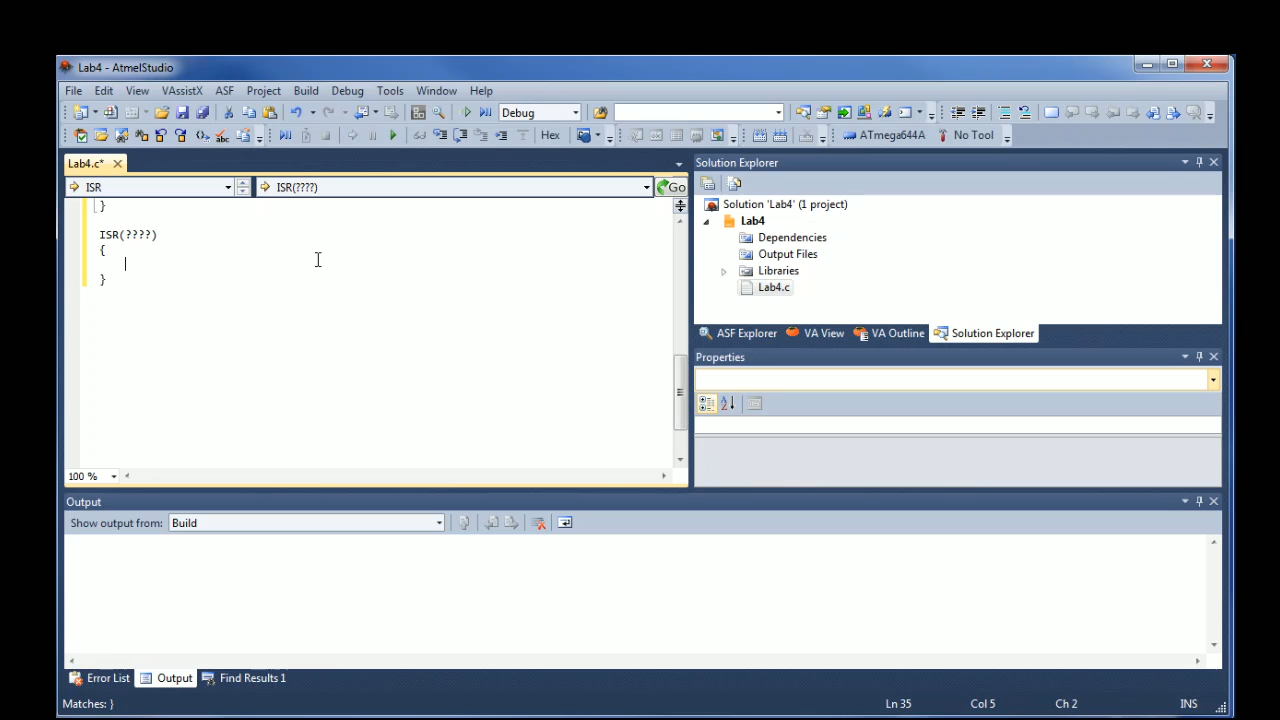 Lab4 - AtmelStudio
File Edit View VAssistX ASF Project Build Debug Tools Window Help
Debug
Hex ATmega644A No Tool
Lab4.c* Solution Explorer
ISR ISR(????) Go
}
ISR(????)
{
}
Solution 'Lab4' (1 project)
Lab4
Dependencies
Output Files
Libraries
Lab4.c
ASF Explorer VA View VA Outline Solution Explorer
Properties
100 %
Output
Show output from: Build
Error List Output Find Results 1
Matches: } Ln 35 Col 5 Ch 2 INS